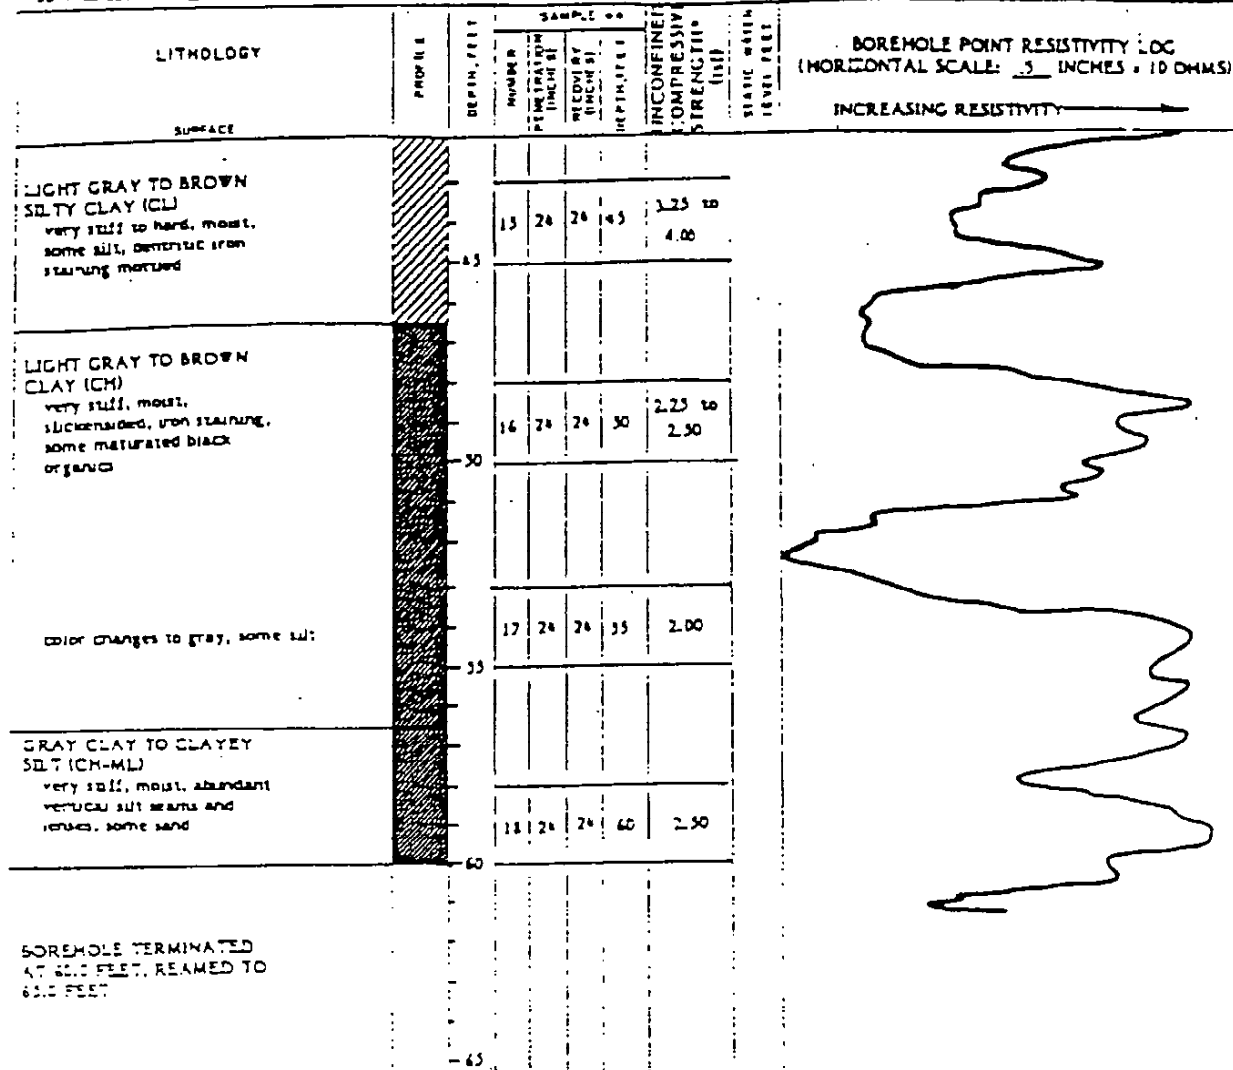 LITHOLOGY
SURFACE
PROFILE
DEPTH, FEET
SAMPLE **
NUMBER
PENETRATION (INCHES)
RECOVERY (INCHES)
DEPTH, FEET
UNCONFINED
COMPRESSIVE
STRENGTH*
(tsf)
STATIC WATER
LEVEL FEET
BOREHOLE POINT RESISTIVITY LOG
(HORIZONTAL SCALE: .5 INCHES = 10 OHMS)
INCREASING RESISTIVITY
LIGHT GRAY TO BROWN
SILTY CLAY (CL)
very stiff to hard, moist,
some silt, dentritic iron
staining mottled
15 24 24 45 3.25 to
4.00
45
LIGHT GRAY TO BROWN
CLAY (CH)
very stiff, moist,
slickensided, iron staining,
some maturated black
organics
16 24 24 50 2.25 to
2.50
50
color changes to gray, some silt
17 24 24 55 2.00
55
GRAY CLAY TO CLAYEY
SILT (CH-ML)
very stiff, moist, abundant
vertical silt seams and
lenses, some sand
18 24 24 60 2.50
60
BOREHOLE TERMINATED
AT FEET, REAMED TO
FEET
65